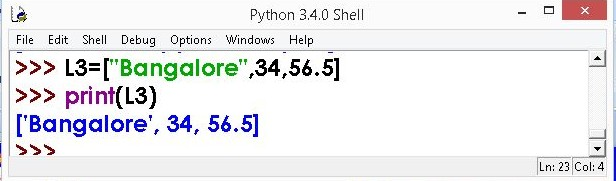 Python 3.4.0 Shell
File Edit Shell Debug Options Windows Help
>>> L3=["Bangalore",34,56.5]
>>> print(L3)
['Bangalore', 34, 56.5]
>>>
Ln: 23 Col: 4